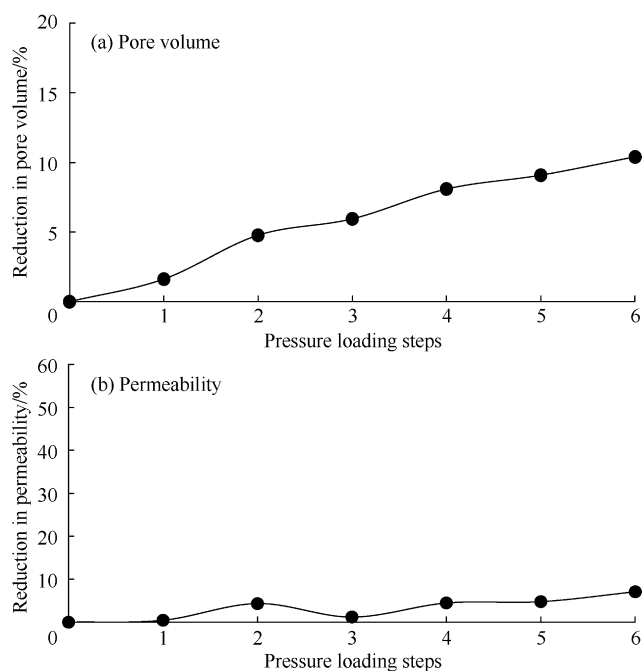 (a) Pore volume
Reduction in pore volume/%
20
15
10
5
0
1 2 3 4 5 6
Pressure loading steps
(b) Permeability
Reduction in permeability/%
60
50
40
30
20
10
0
1 2 3 4 5 6
Pressure loading steps